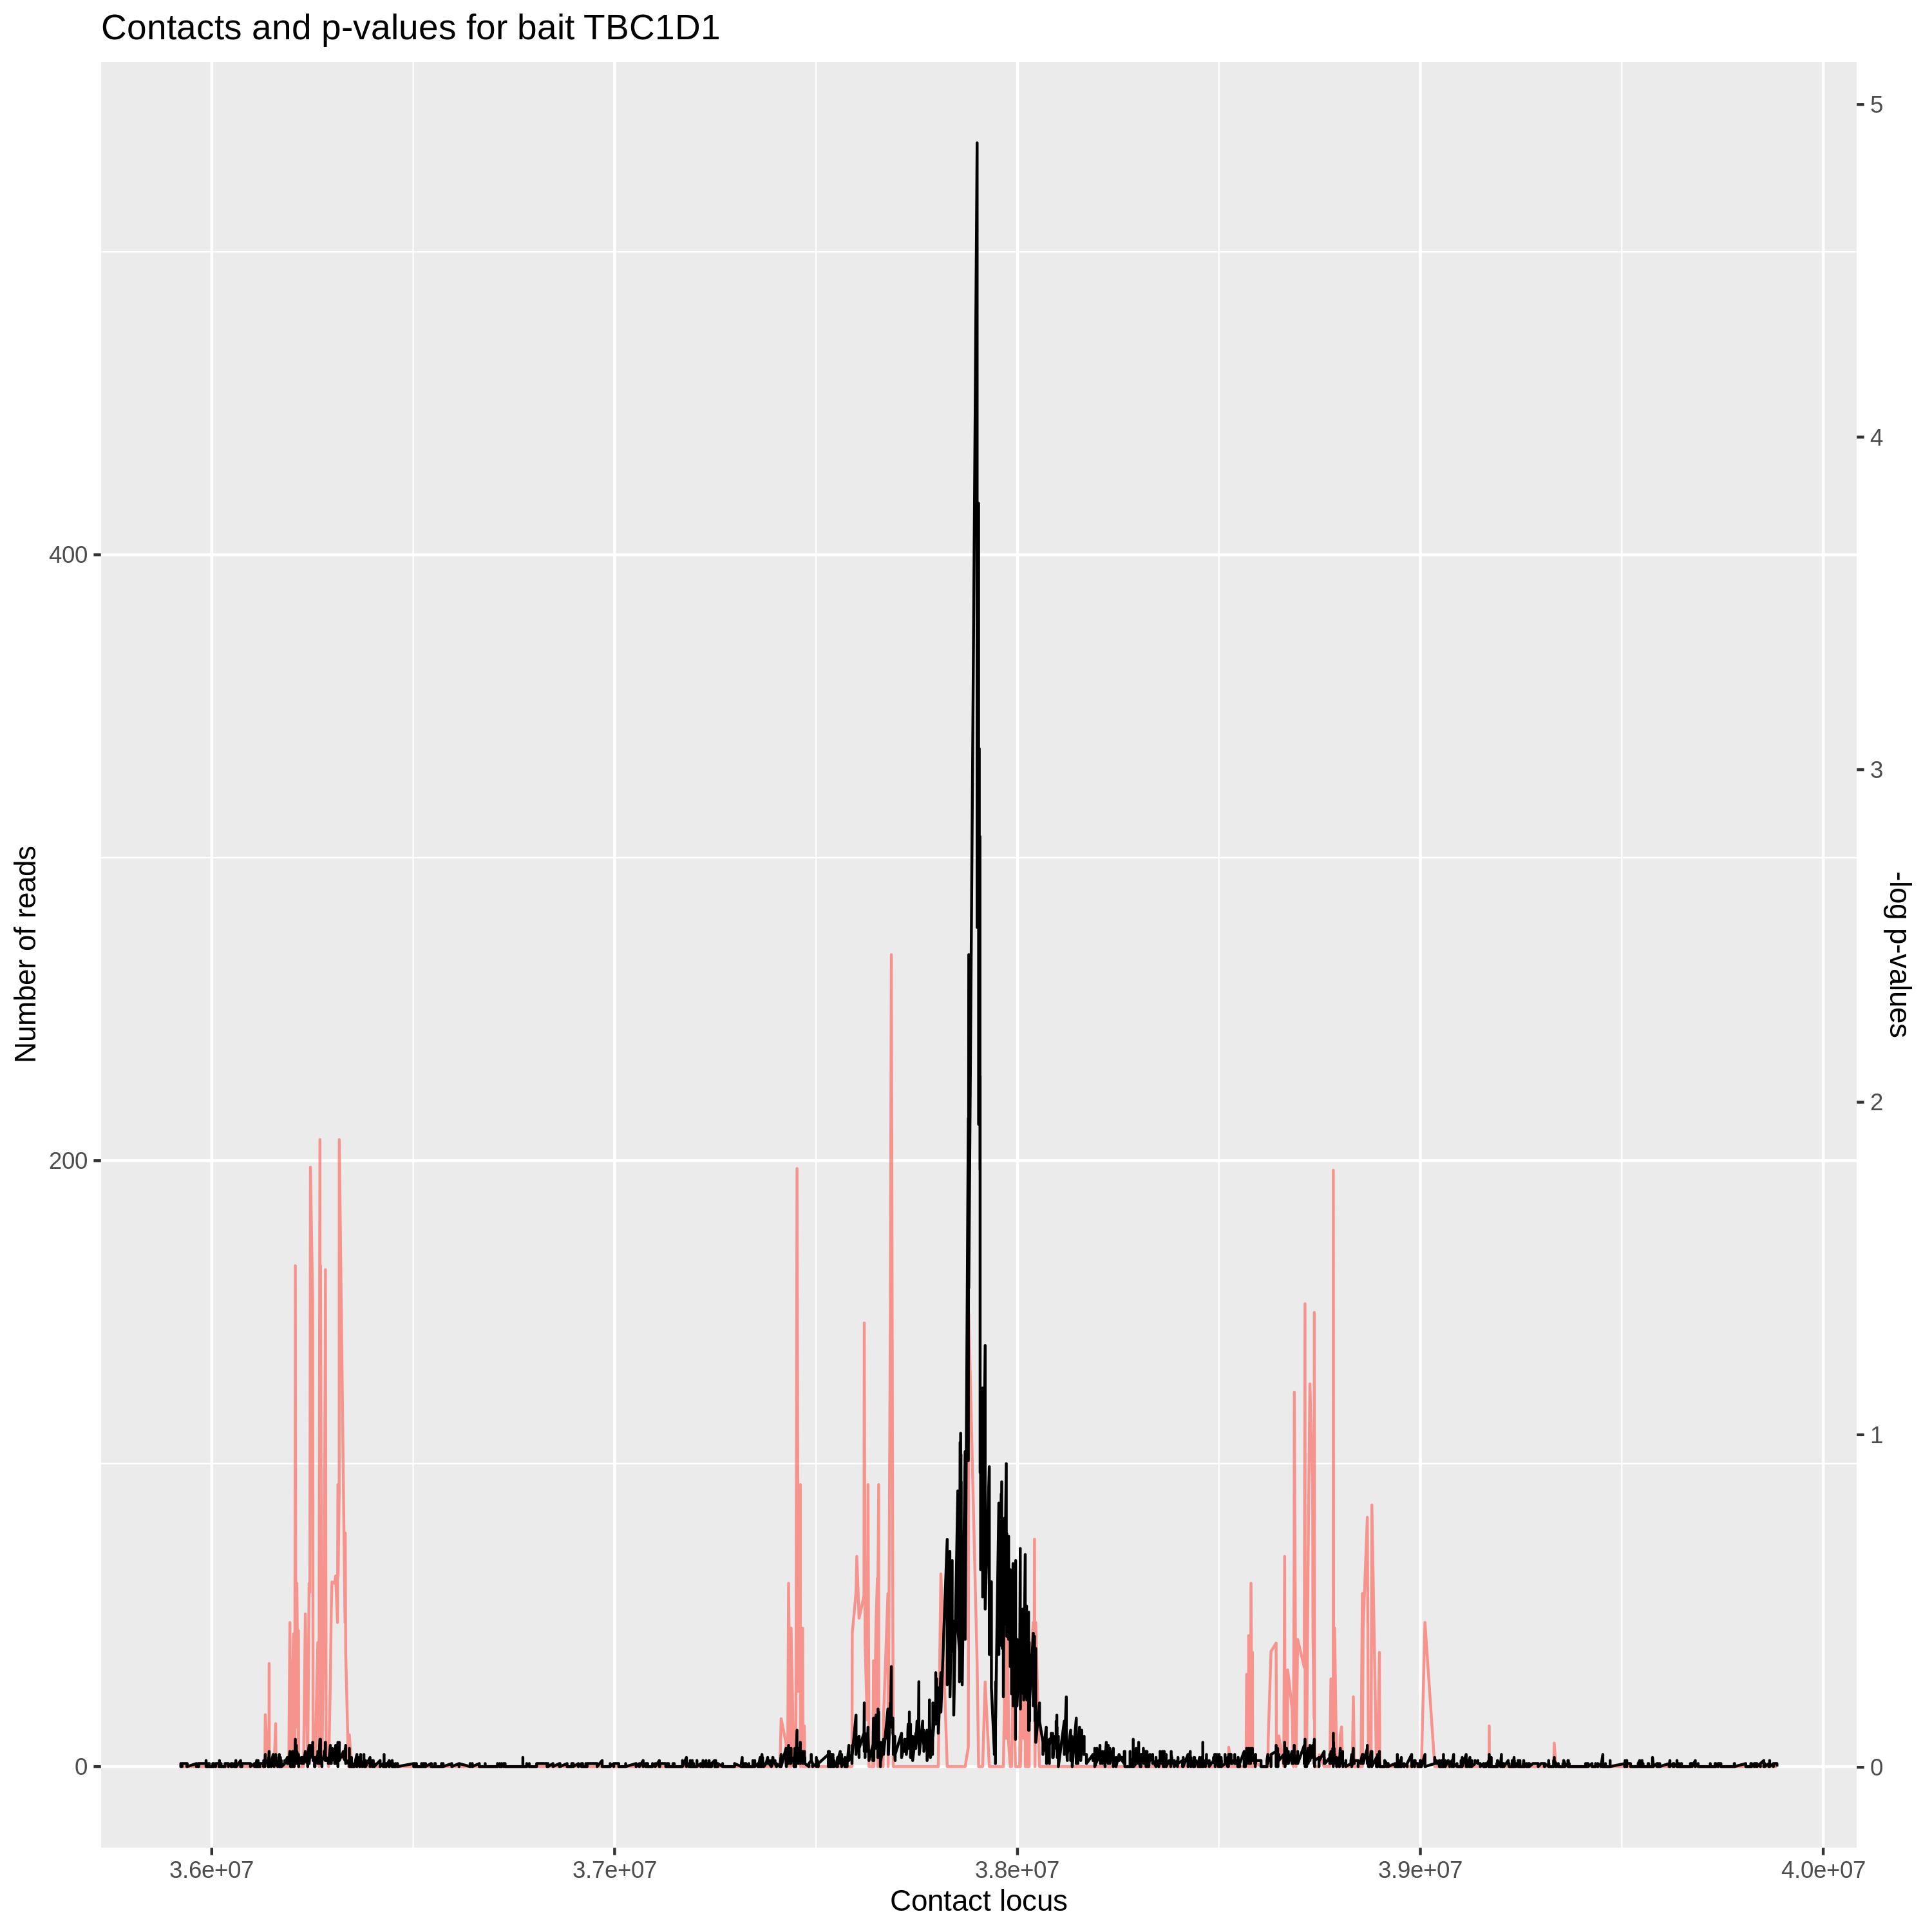 Contacts and p-values for bait TBC1D1
Number of reads
400
200
0
5
4
3
2
1
0
-log p-values
3.6e+07
3.7e+07
3.8e+07
3.9e+07
4.0e+07
Contact locus